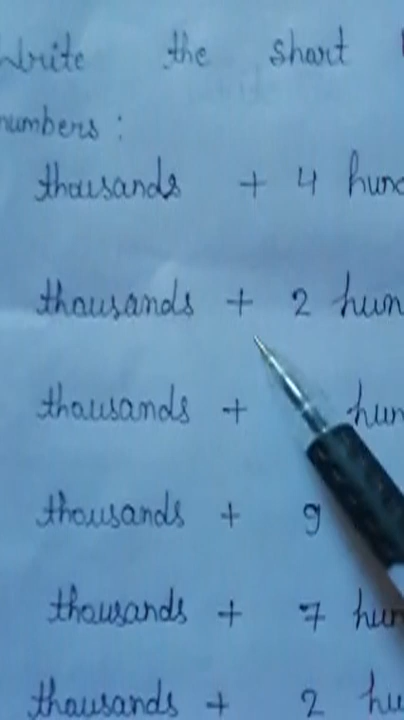 Write the short
numbers :
thousands + 4 hund
thousands + 2 hun
thousands + hun
thousands + 9
thousands + 7 hun
thousands + 2 hu